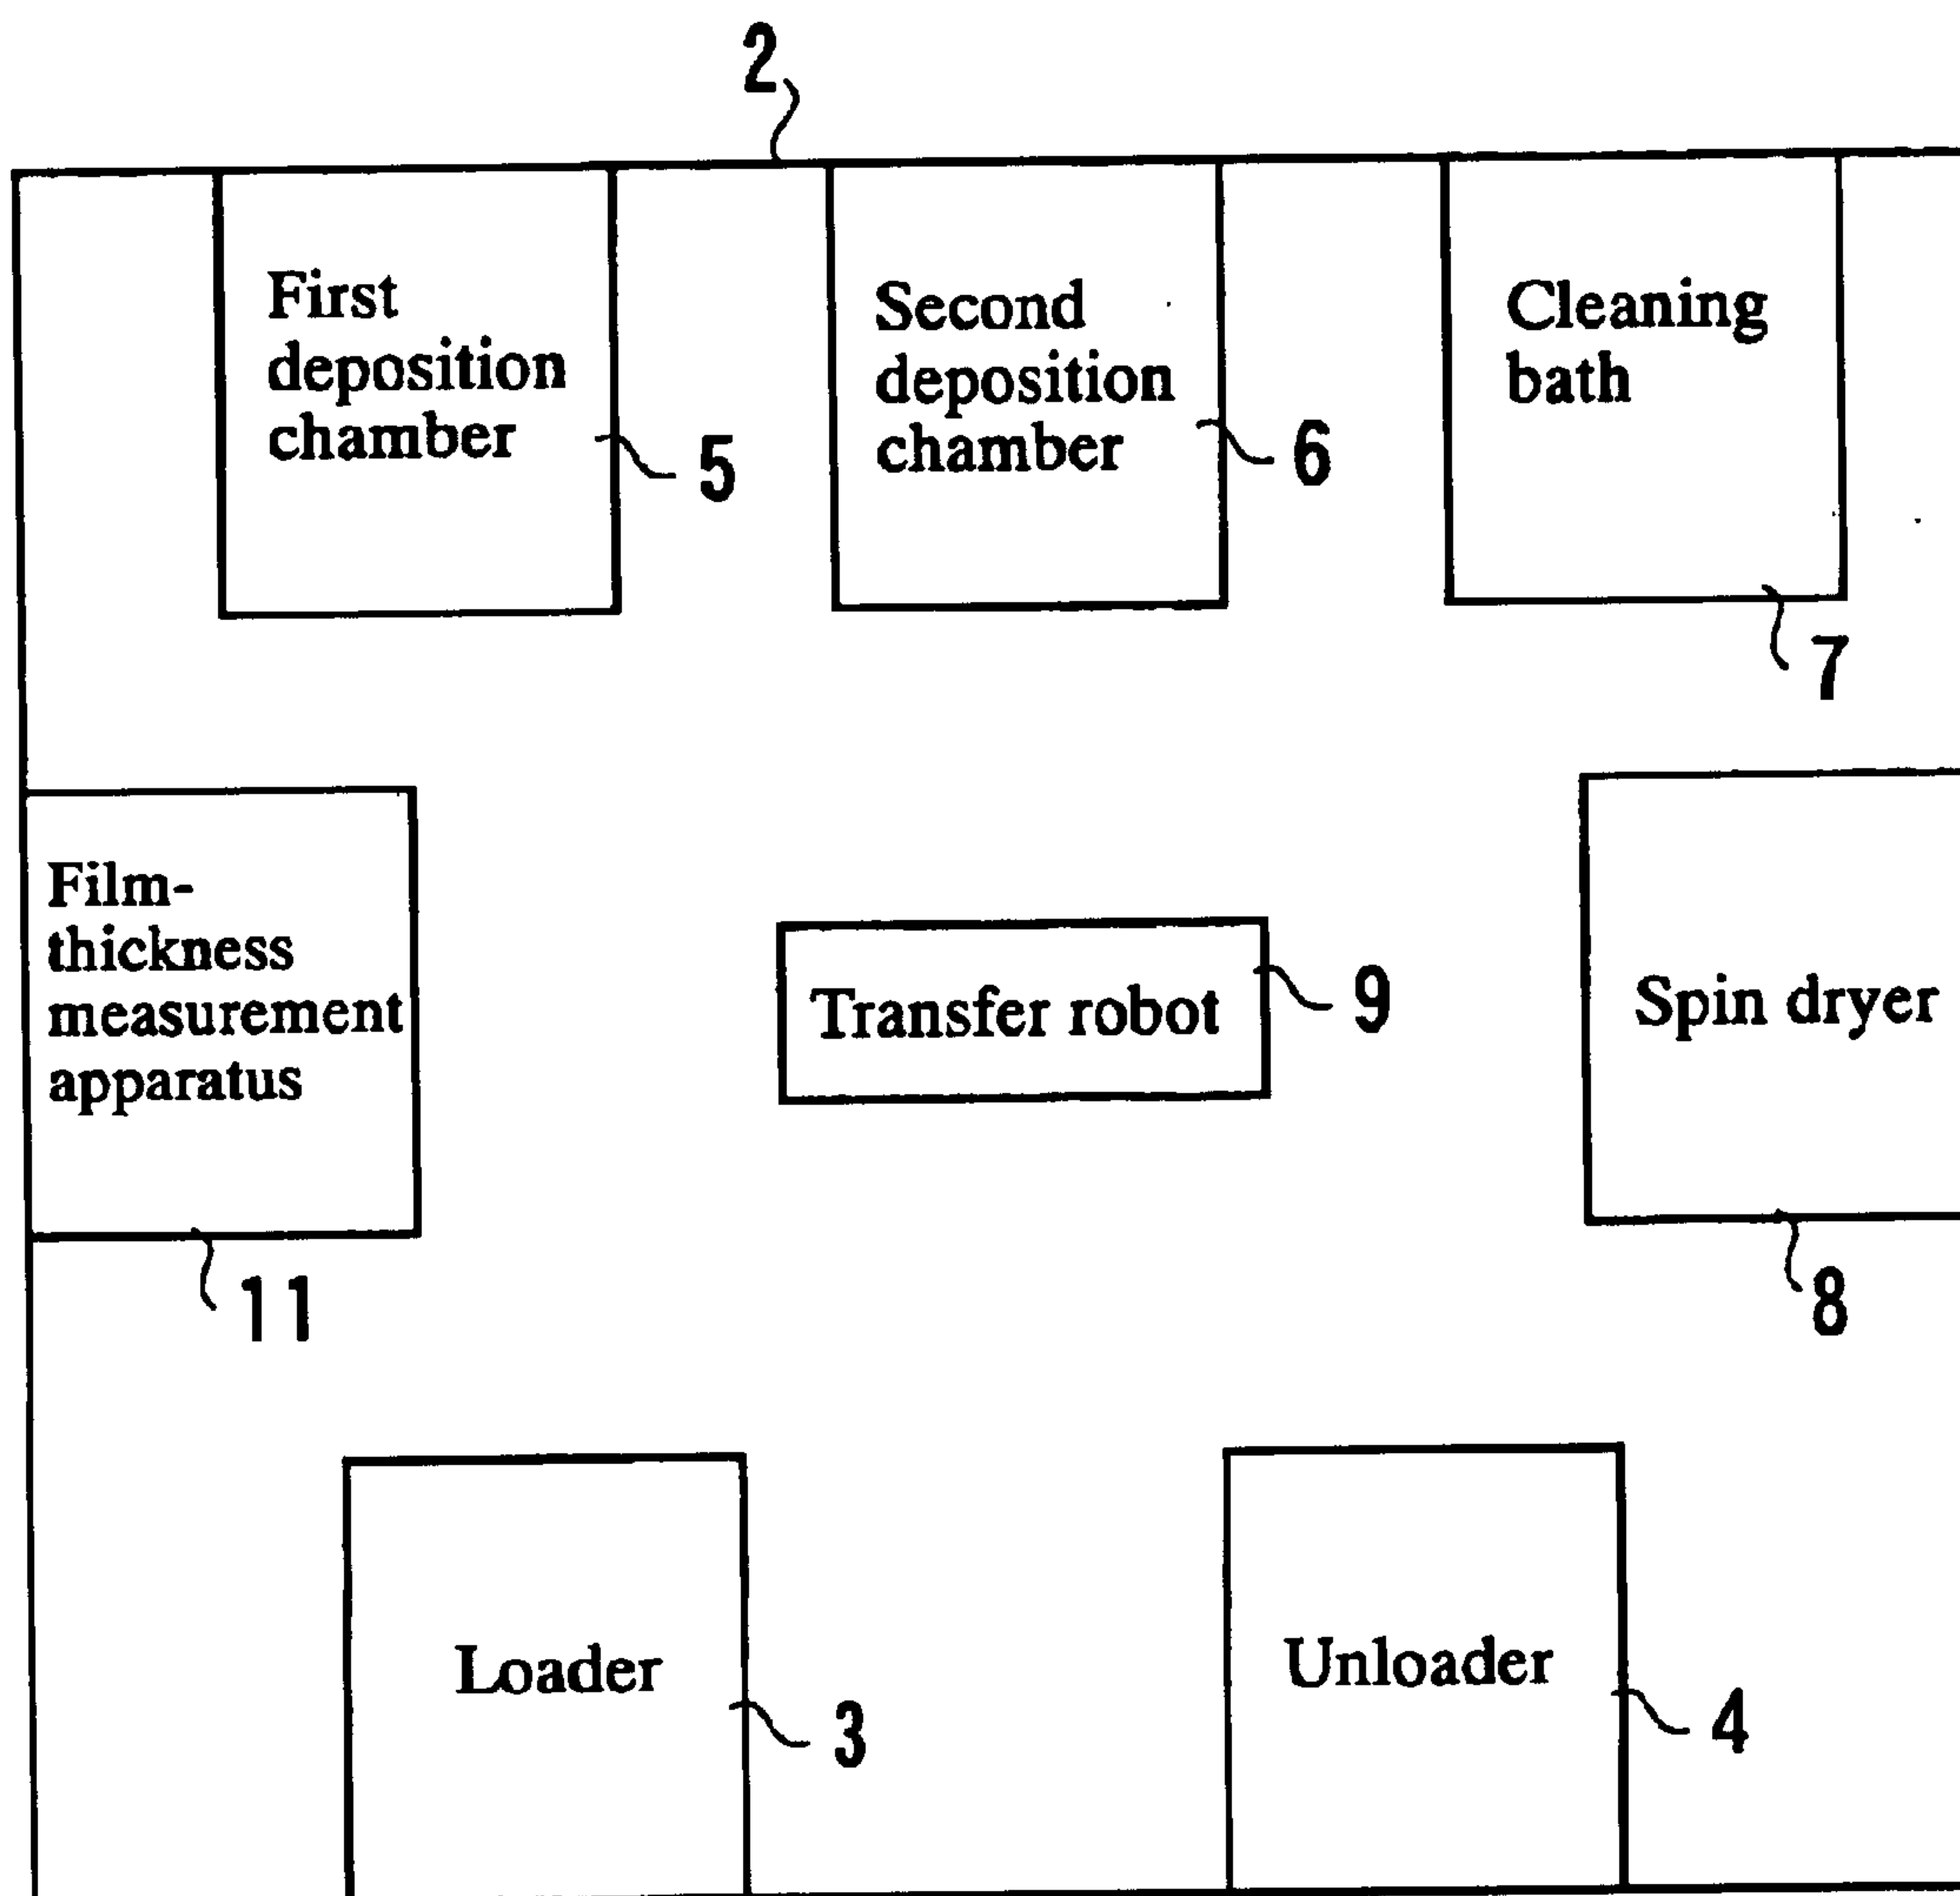 2
First
deposition
chamber
5
Second
deposition
chamber
6
Cleaning
bath
7
Film-
thickness
measurement
apparatus
11
Transfer robot
9
Spin dryer
8
Loader
3
Unloader
4